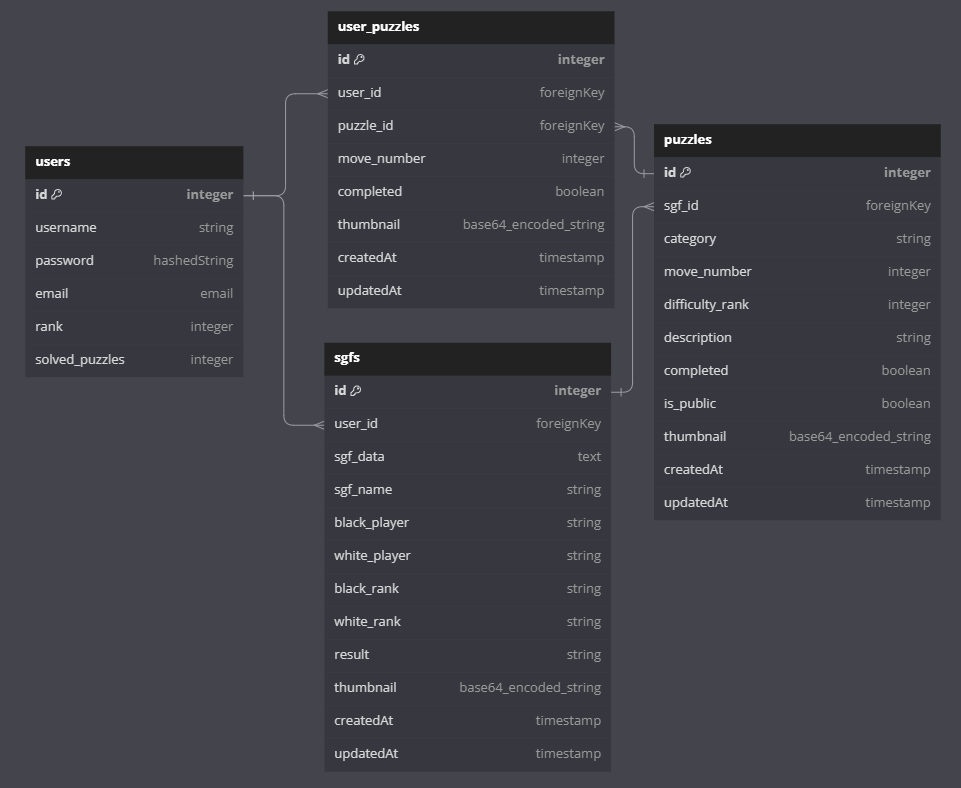 user_puzzles
id integer
user_id foreignKey
puzzle_id foreignKey
move_number integer
completed boolean
thumbnail base64_encoded_string
createdAt timestamp
updatedAt timestamp
users
id integer
username string
password hashedString
email email
rank integer
solved_puzzles integer
puzzles
id integer
sgf_id foreignKey
category string
move_number integer
difficulty_rank integer
description string
completed boolean
is_public boolean
thumbnail base64_encoded_string
createdAt timestamp
updatedAt timestamp
sgfs
id integer
user_id foreignKey
sgf_data text
sgf_name string
black_player string
white_player string
black_rank string
white_rank string
result string
thumbnail base64_encoded_string
createdAt timestamp
updatedAt timestamp